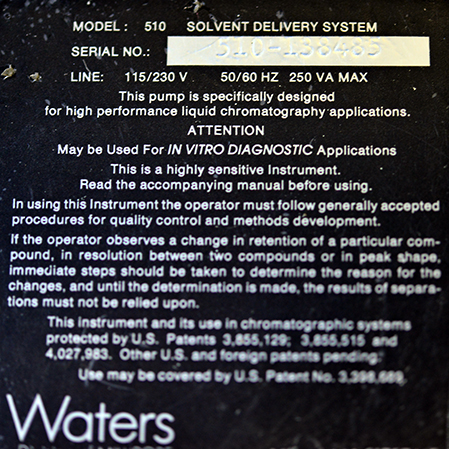 MODEL: 510 SOLVENT DELIVERY SYSTEM
SERIAL NO.: 510-138483
LINE: 115/230 V 50/60 HZ 250 VA MAX
This pump is specifically designed
for high performance liquid chromatography applications.
ATTENTION
May be Used For IN VITRO DIAGNOSTIC Applications
This is a highly sensitive Instrument.
Read the accompanying manual before using.
In using this Instrument the operator must follow generally accepted
procedures for quality control and methods development.
If the operator observes a change in retention of a particular com-
pound, in resolution between two compounds or in peak shape,
immediate steps should be taken to determine the reason for the
changes, and until the determination is made, the results of separa-
tions must not be relied upon.
This instrument and its use in chromatographic systems
protected by U.S. Patents 3,855,129; 3,855,515 and
4,027,983. Other U.S. and foreign patents pending.
Use may be covered by U.S. Patent No. 3,398,689.
Waters